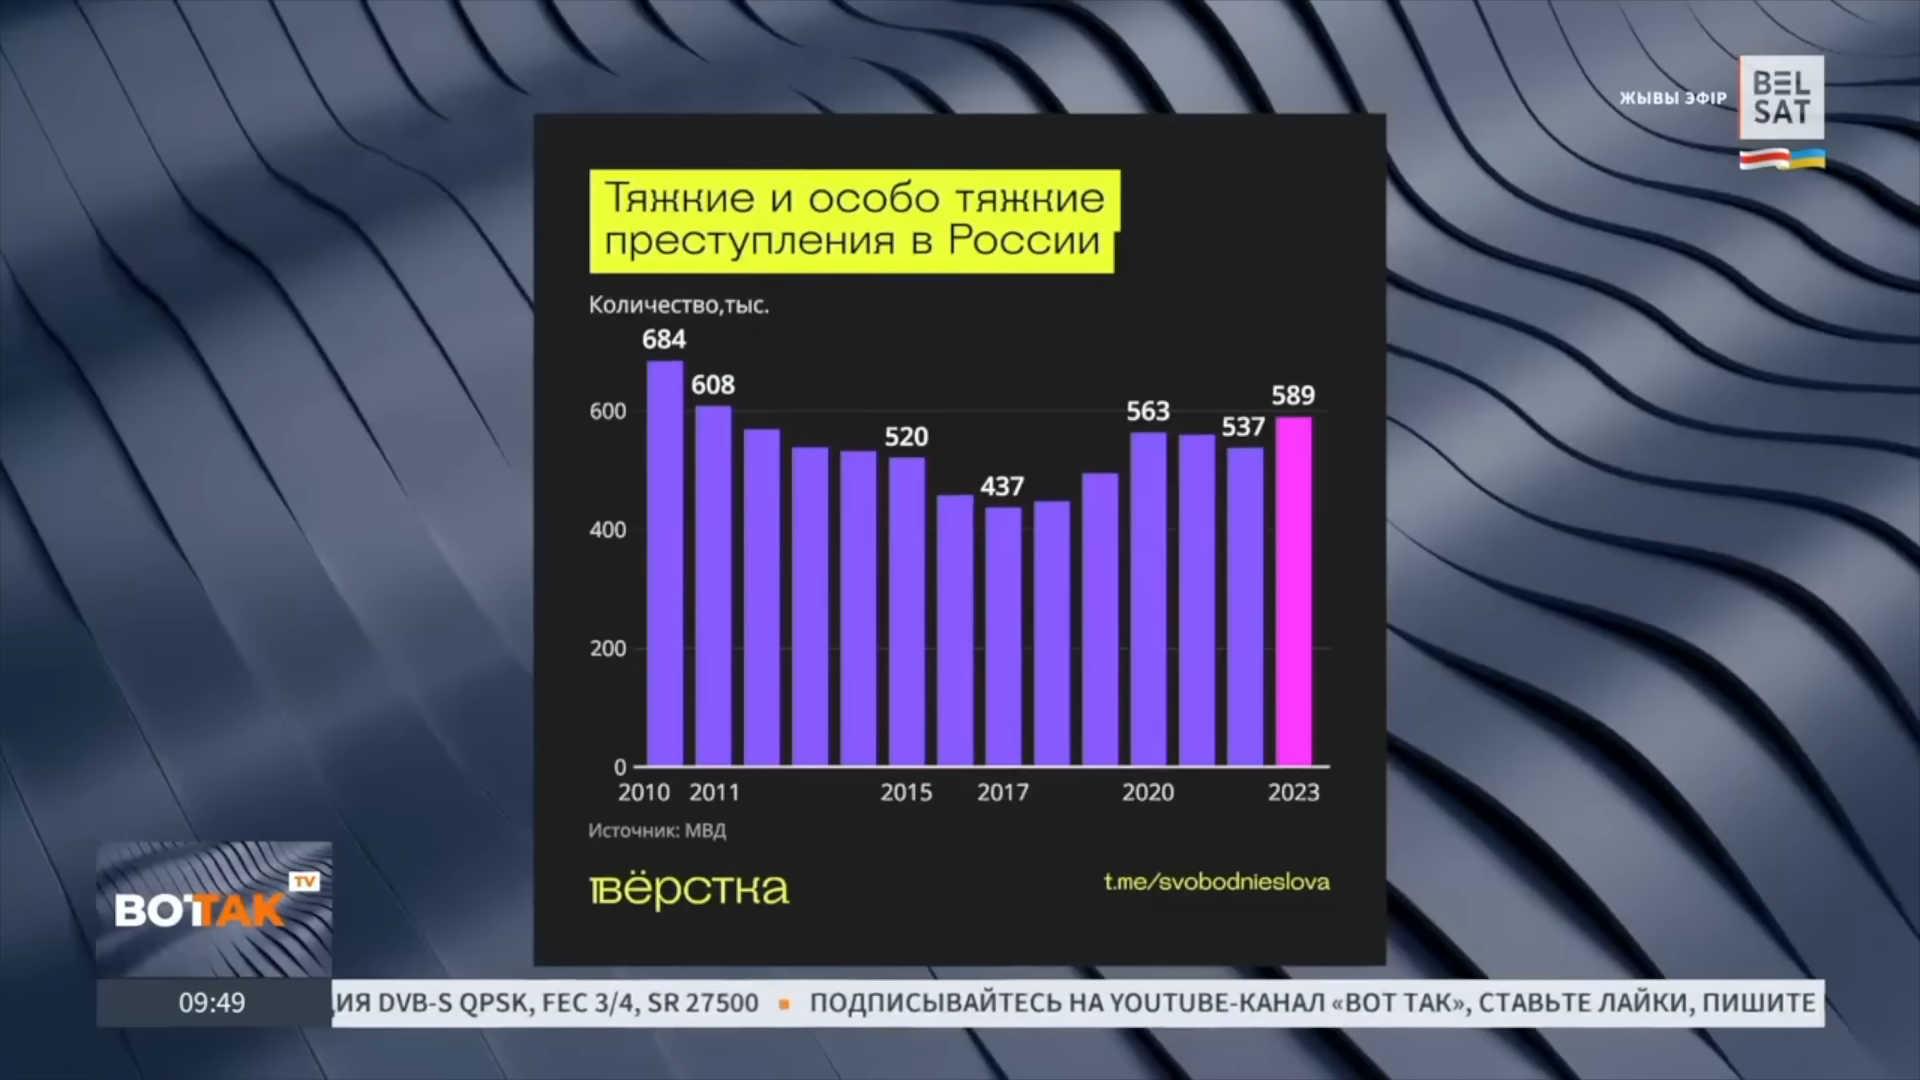 ЖЫВЫ ЭФІР
BEL
SAT
Тяжкие и особо тяжкие
преступления в России
Количество,тыс.
684
608
520
437
563
537
589
600
400
200
0
2010 2011 2015 2017 2020 2023
Источник: МВД
вёрстка
t.me/svobodnieslova
ВОТТАК TV
09:49
ИЯ DVB-S QPSK, FEC 3/4, SR 27500 ▪ ПОДПИСЫВАЙТЕСЬ НА YOUTUBE-КАНАЛ «ВОТ ТАК», СТАВЬТЕ ЛАЙКИ, ПИШИТЕ